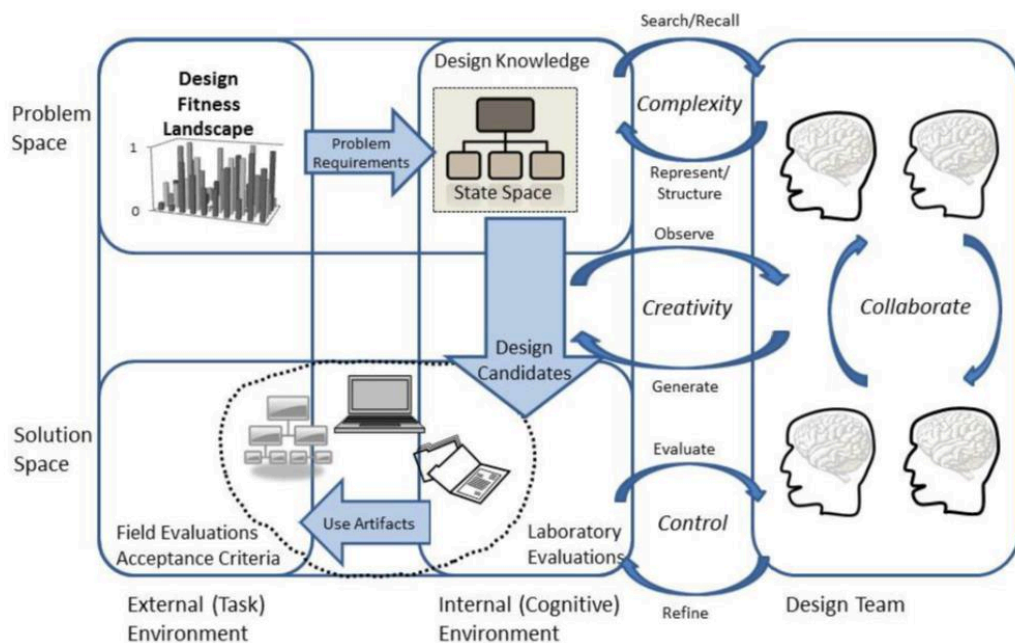 Search/Recall
Design Knowledge
Design
Fitness
Landscape
Problem
Space
1
0
Problem
Requirements
State Space
Complexity
Represent/
Structure
Observe
Creativity
Collaborate
Design
Candidates
Generate
Solution
Space
Evaluate
Use Artifacts
Control
Field Evaluations
Acceptance Criteria
Laboratory
Evaluations
Refine
External (Task)
Environment
Internal (Cognitive)
Environment
Design Team